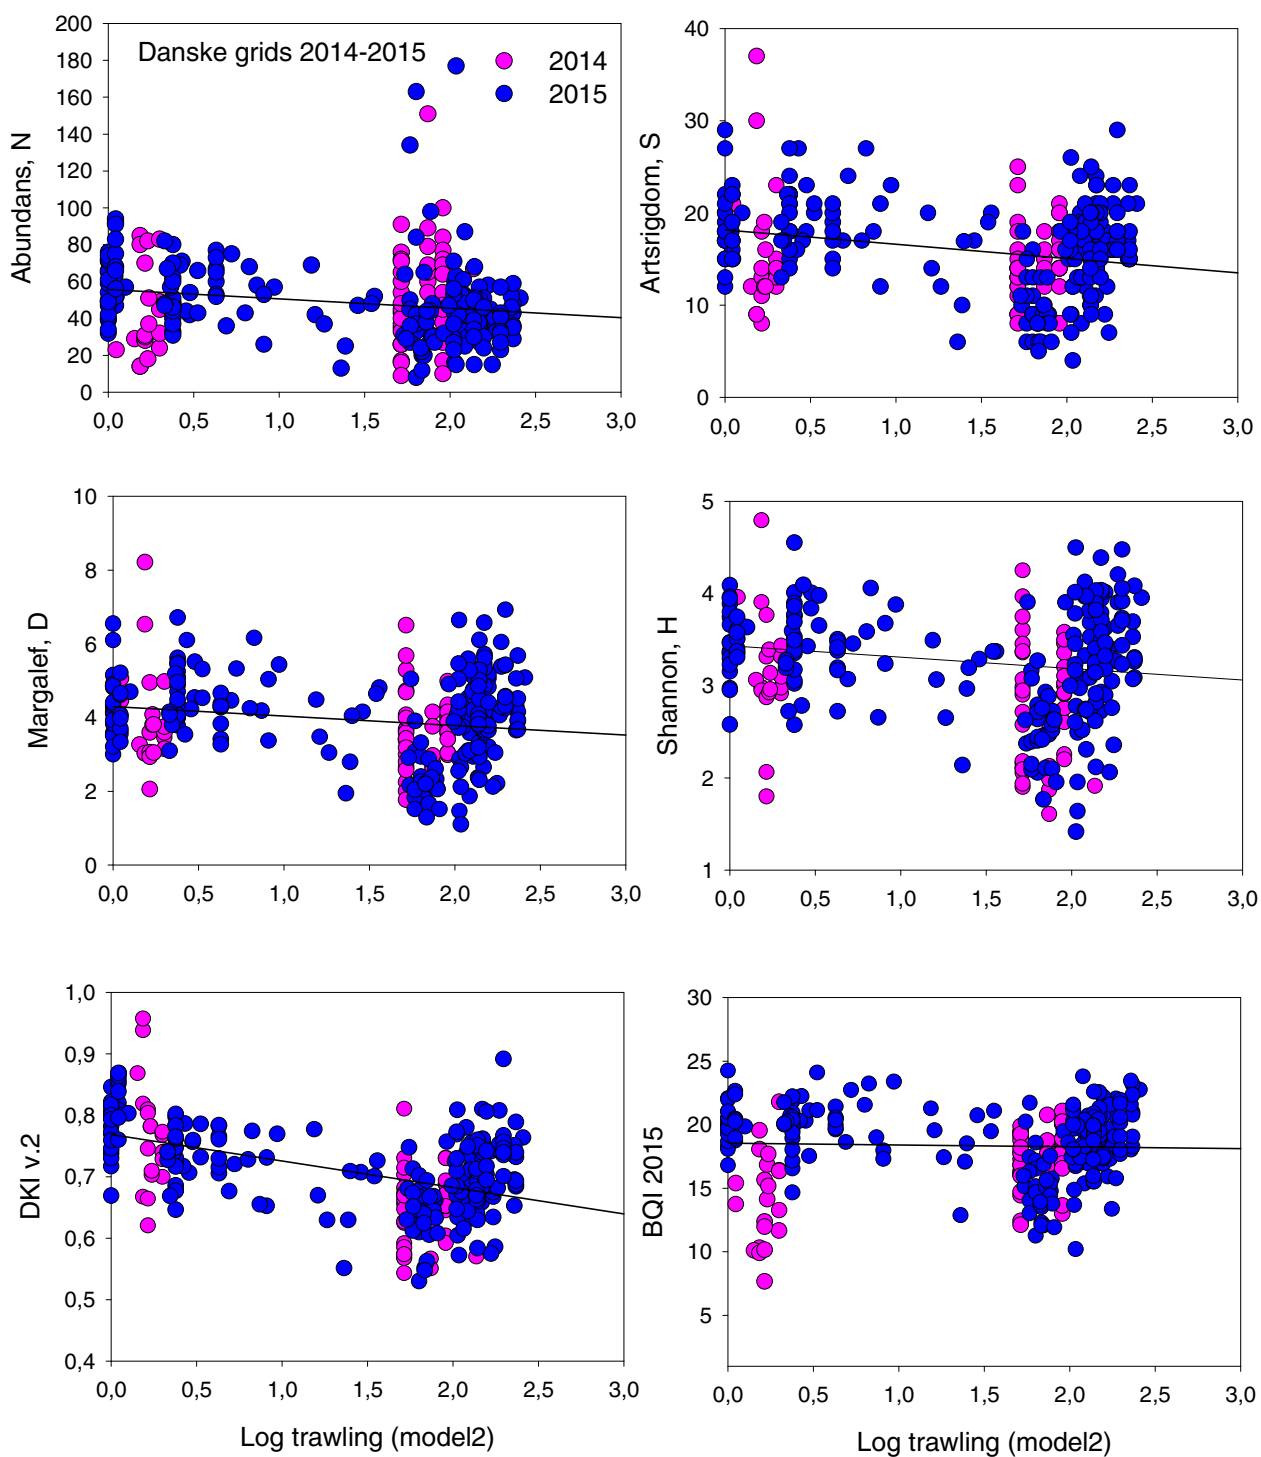 Danske grids 2014-2015
2014
2015
Abundans, N
200
180
160
140
120
100
80
60
40
20
0
0,0 0,5 1,0 1,5 2,0 2,5 3,0
Artsrigdom, S
40
30
20
10
0
0,0 0,5 1,0 1,5 2,0 2,5 3,0
Margalef, D
10
8
6
4
2
0
0,0 0,5 1,0 1,5 2,0 2,5 3,0
Shannon, H
5
4
3
2
1
0,0 0,5 1,0 1,5 2,0 2,5 3,0
DKI v.2
1,0
0,9
0,8
0,7
0,6
0,5
0,4
0,0 0,5 1,0 1,5 2,0 2,5 3,0
Log trawling (model2)
BQI 2015
30
25
20
15
10
5
0,0 0,5 1,0 1,5 2,0 2,5 3,0
Log trawling (model2)